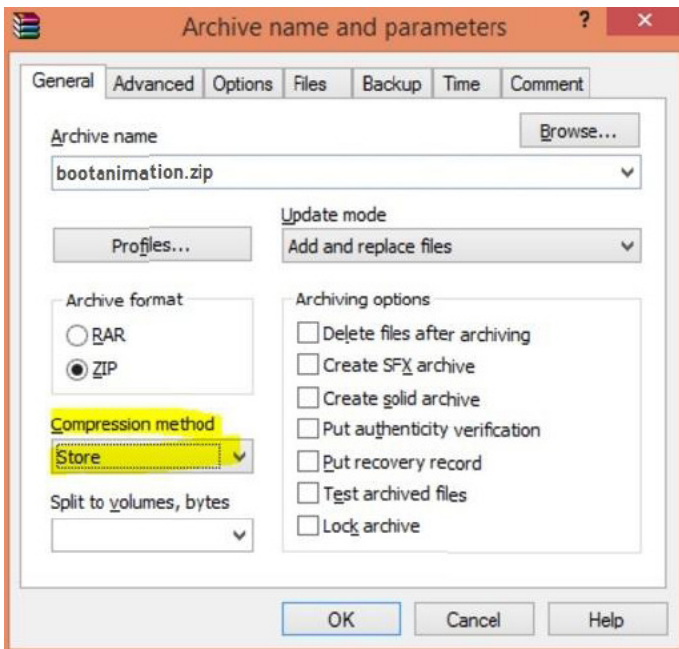 Archive name and parameters
? ×
General Advanced Options Files Backup Time Comment
Archive name
Browse...
bootanimation.zip
Update mode
Profiles...
Add and replace files
Archive format
RAR
ZIP
Compression method
Store
Split to volumes, bytes
Archiving options
Delete files after archiving
Create SFX archive
Create solid archive
Put authenticity verification
Put recovery record
Test archived files
Lock archive
OK Cancel Help